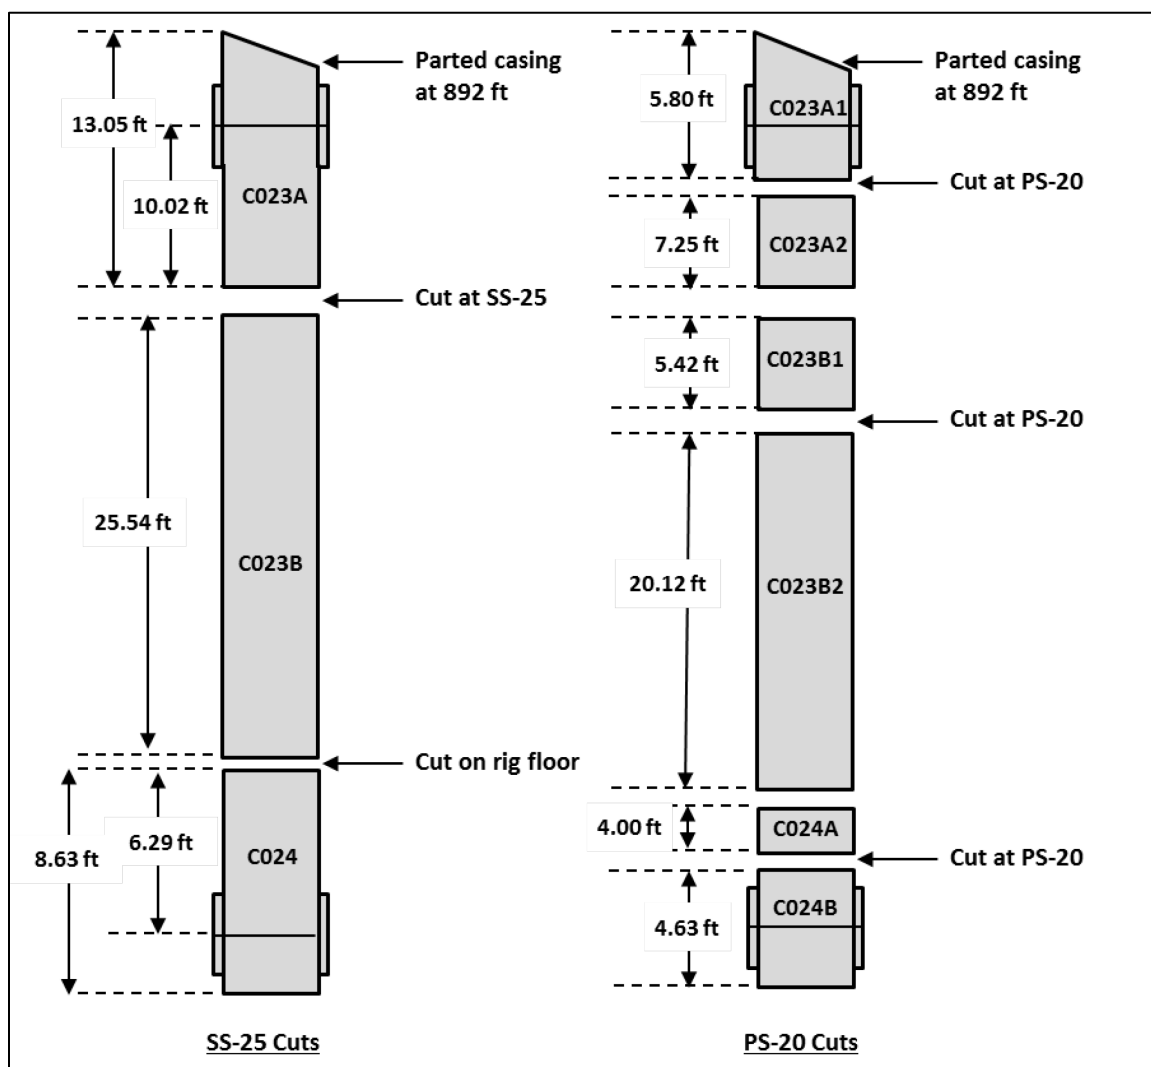 Parted casing
at 892 ft
13.05 ft
10.02 ft
C023A
Cut at SS-25
25.54 ft
C023B
Cut on rig floor
6.29 ft
8.63 ft
C024
SS-25 Cuts
Parted casing
at 892 ft
5.80 ft
C023A1
Cut at PS-20
7.25 ft
C023A2
5.42 ft
C023B1
Cut at PS-20
20.12 ft
C023B2
4.00 ft
C024A
Cut at PS-20
C024B
4.63 ft
PS-20 Cuts